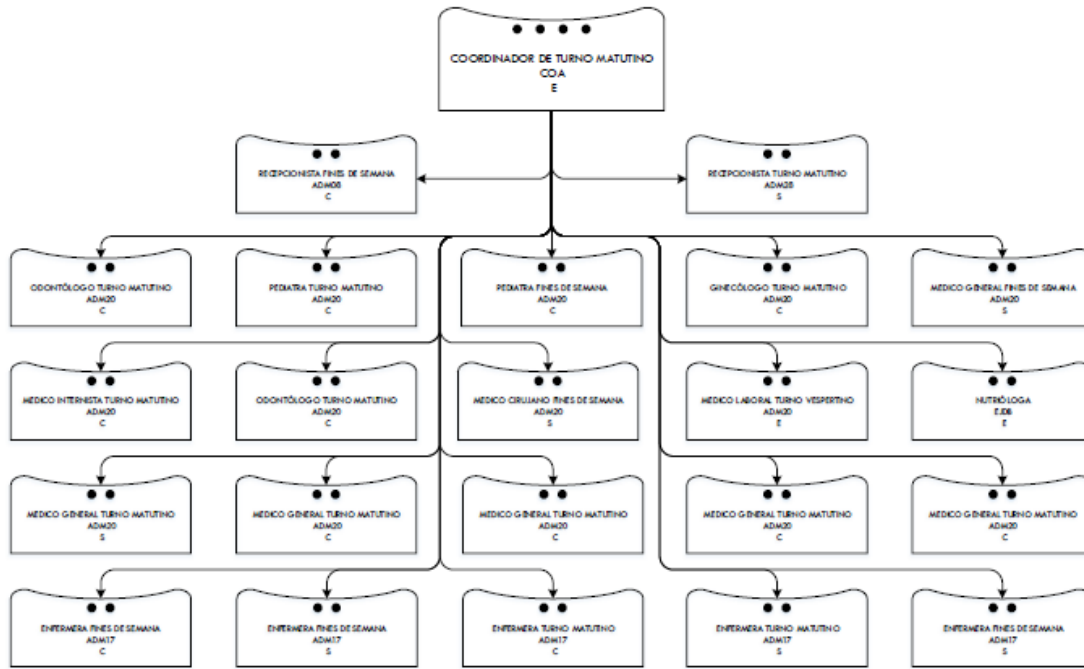 COORDINADOR DE TURNO MATUTINO
COA
E
RECEPCIONISTA FINES DE SEMANA
ADM08
C
RECEPCIONISTA TURNO MATUTINO
ADM28
S
ODONTÓLOGO TURNO MATUTINO
ADM20
C
PEDIATRA TURNO MATUTINO
ADM20
C
PEDIATRA FINES DE SEMANA
ADM20
C
GINECÓLOGO TURNO MATUTINO
ADM20
C
MEDICO GENERAL FINES DE SEMANA
ADM20
S
MEDICO INTERNISTA TURNO MATUTINO
ADM20
C
ODONTÓLOGO TURNO MATUTINO
ADM20
C
MEDICO CIRUJANO FINES DE SEMANA
ADM20
S
MEDICO LABORAL TURNO VESPERTINO
ADM20
E
NUTRIÓLOGA
EJD8
E
MEDICO GENERAL TURNO MATUTINO
ADM20
S
MEDICO GENERAL TURNO MATUTINO
ADM20
C
MEDICO GENERAL TURNO MATUTINO
ADM20
C
MEDICO GENERAL TURNO MATUTINO
ADM20
C
MEDICO GENERAL TURNO MATUTINO
ADM20
C
ENFERMERA FINES DE SEMANA
ADM17
C
ENFERMERA FINES DE SEMANA
ADM17
S
ENFERMERA TURNO MATUTINO
ADM17
C
ENFERMERA TURNO MATUTINO
ADM17
S
ENFERMERA FINES DE SEMANA
ADM17
S